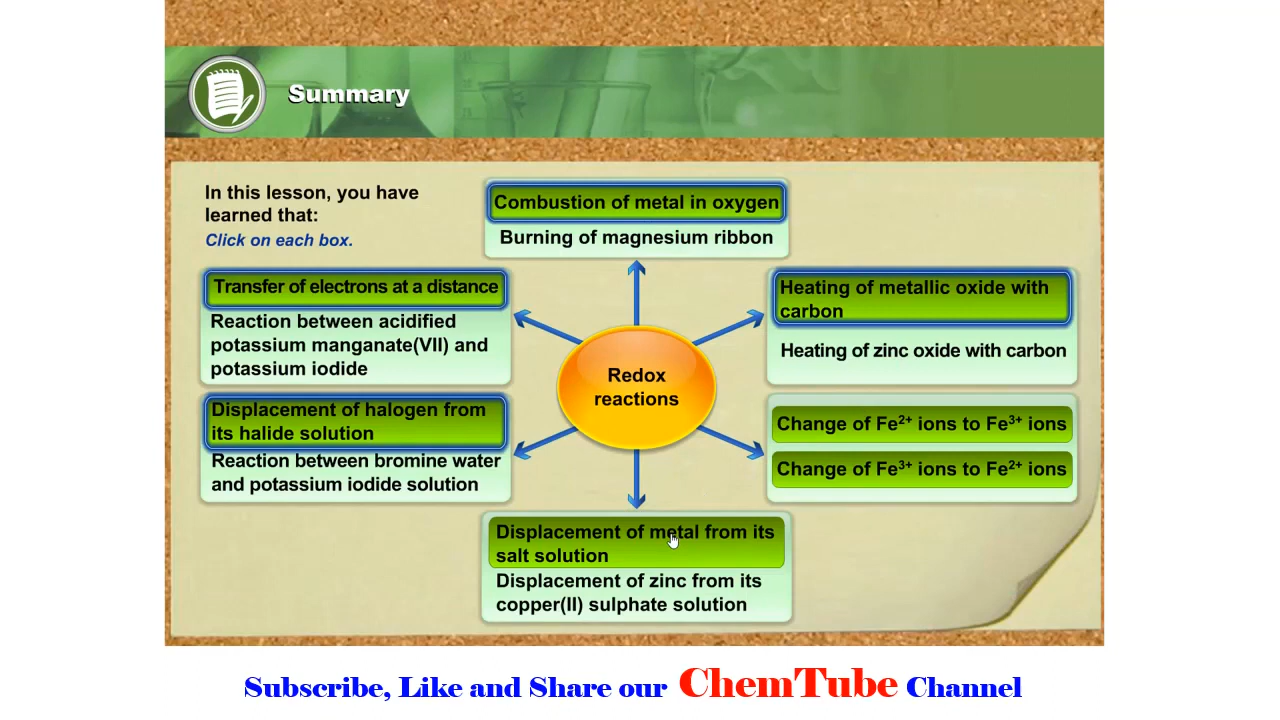 Summary
In this lesson, you have
learned that:
Click on each box.
Combustion of metal in oxygen
Burning of magnesium ribbon
Transfer of electrons at a distance
Reaction between acidified
potassium manganate(VII) and
potassium iodide
Heating of metallic oxide with
carbon
Heating of zinc oxide with carbon
Redox
reactions
Displacement of halogen from
its halide solution
Reaction between bromine water
and potassium iodide solution
Change of Fe²⁺ ions to Fe³⁺ ions
Change of Fe³⁺ ions to Fe²⁺ ions
Displacement of metal from its
salt solution
Displacement of zinc from its
copper(II) sulphate solution
Subscribe, Like and Share our ChemTube Channel